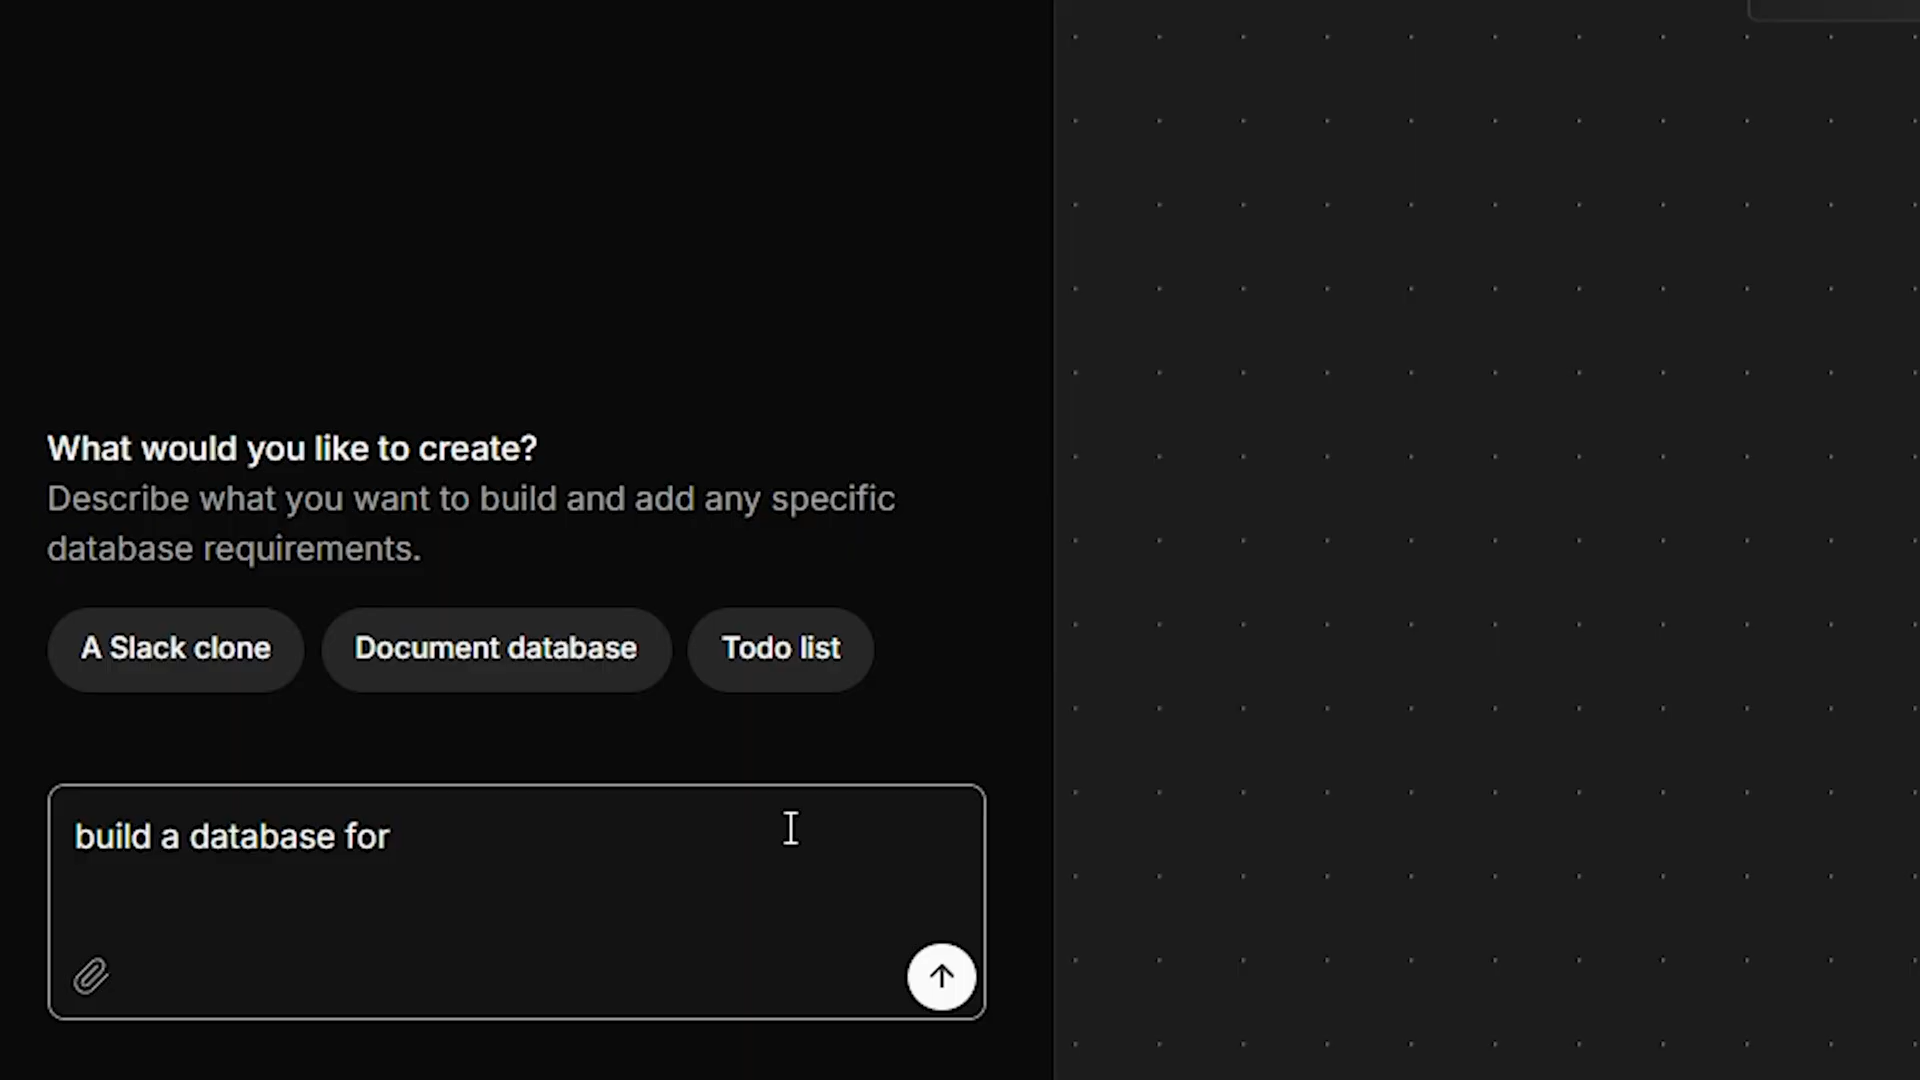 What would you like to create?
Describe what you want to build and add any specific
database requirements.
A Slack clone
Document database
Todo list
build a database for